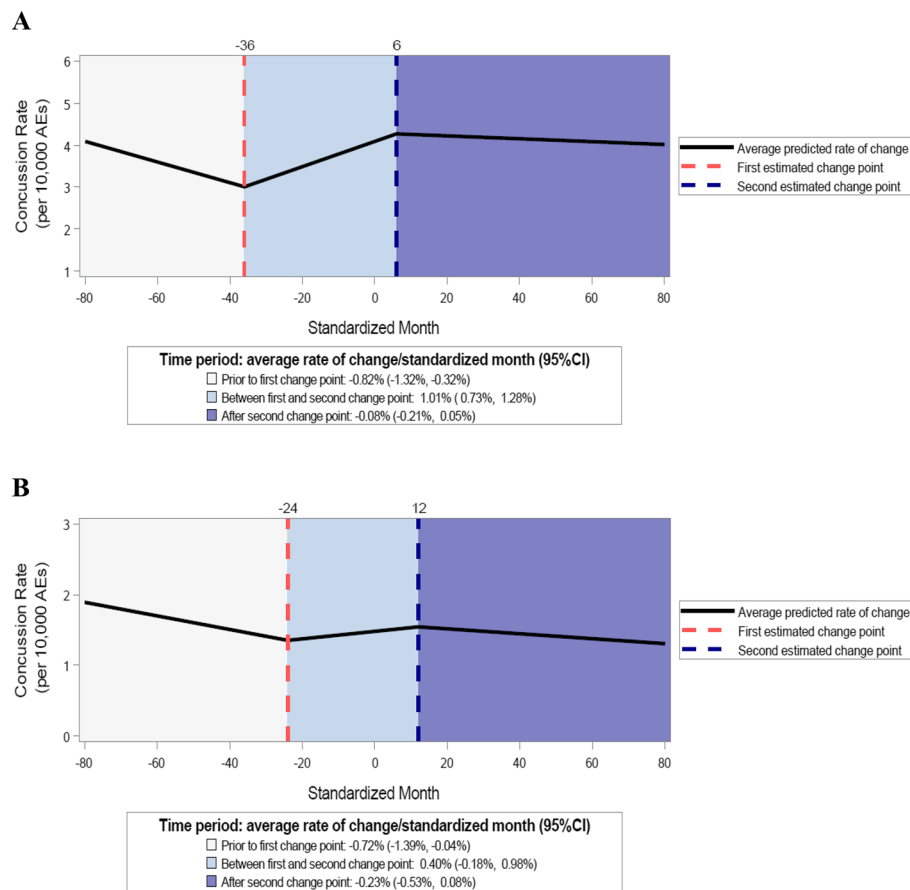 A
-36 6
6
5
4
3
2
1
Concussion Rate
(per 10,000 AEs)
-80 -60 -40 -20 0 20 40 60 80
Standardized Month
Average predicted rate of change
First estimated change point
Second estimated change point
Time period: average rate of change/standardized month (95%CI)
Prior to first change point: -0.82% (-1.32%, -0.32%)
Between first and second change point: 1.01% ( 0.73%, 1.28%)
After second change point: -0.08% (-0.21%, 0.05%)
B
-24 12
3
2
1
0
Concussion Rate
(per 10,000 AEs)
-80 -60 -40 -20 0 20 40 60 80
Standardized Month
Average predicted rate of change
First estimated change point
Second estimated change point
Time period: average rate of change/standardized month (95%CI)
Prior to first change point: -0.72% (-1.39%, -0.04%)
Between first and second change point: 0.40% (-0.18%, 0.98%)
After second change point: -0.23% (-0.53%, 0.08%)